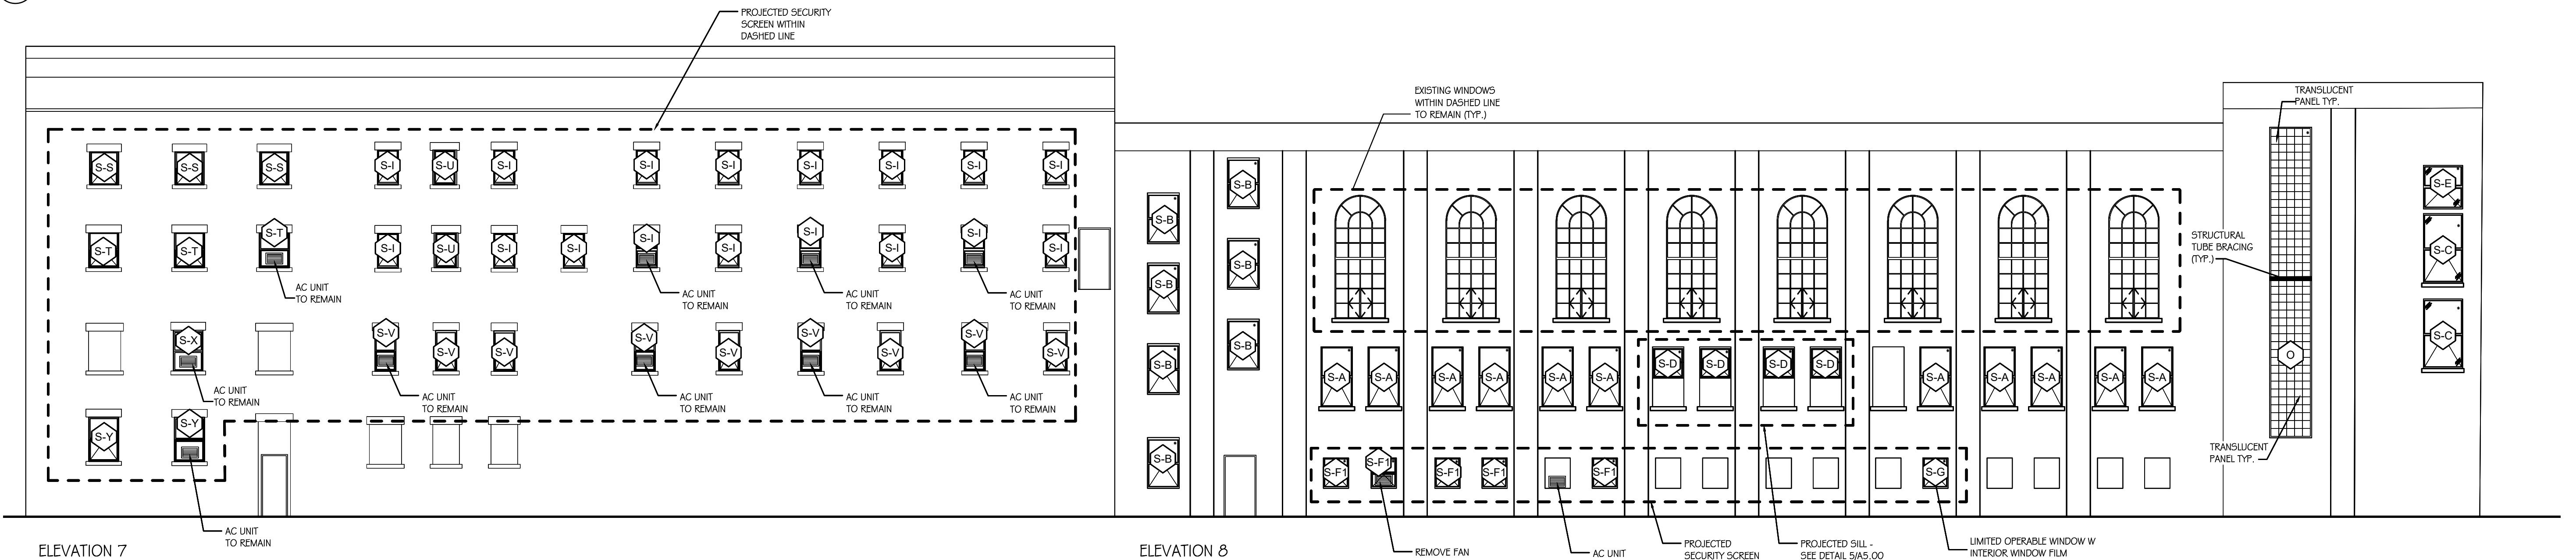 PROJECTED SECURITY
SCREEN WITHIN
DASHED LINE
EXISTING WINDOWS
WITHIN DASHED LINE
TO REMAIN (TYP.)
TRANSLUCENT
PANEL TYP.
S-S S-S S-S S-I S-U S-I S-I S-I S-I S-I S-I S-I
S-B
S-E
S-B
S-T S-T S-T S-I S-U S-I S-I S-I S-I S-I S-I S-I S-I
STRUCTURAL
TUBE BRACING
(TYP.)
S-C
S-B
S-B
AC UNIT
TO REMAIN
AC UNIT
TO REMAIN
AC UNIT
TO REMAIN
AC UNIT
TO REMAIN
S-X S-V S-V S-V S-V S-V S-V S-V S-V S-V
S-B
S-B
S-C
O
S-A S-A S-A S-A S-A S-A S-D S-D S-D S-D S-A S-A S-A S-A S-A
AC UNIT
TO REMAIN
AC UNIT
TO REMAIN
AC UNIT
TO REMAIN
AC UNIT
TO REMAIN
AC UNIT
TO REMAIN
S-Y S-Y
S-B
TRANSLUCENT
PANEL TYP.
S-F1 S-F1 S-F1 S-F1 S-F1 S-G
AC UNIT
TO REMAIN
REMOVE FAN
AC UNIT
PROJECTED
SECURITY SCREEN
PROJECTED SILL -
SEE DETAIL 5/A5.00
LIMITED OPERABLE WINDOW W
INTERIOR WINDOW FILM
ELEVATION 7
ELEVATION 8